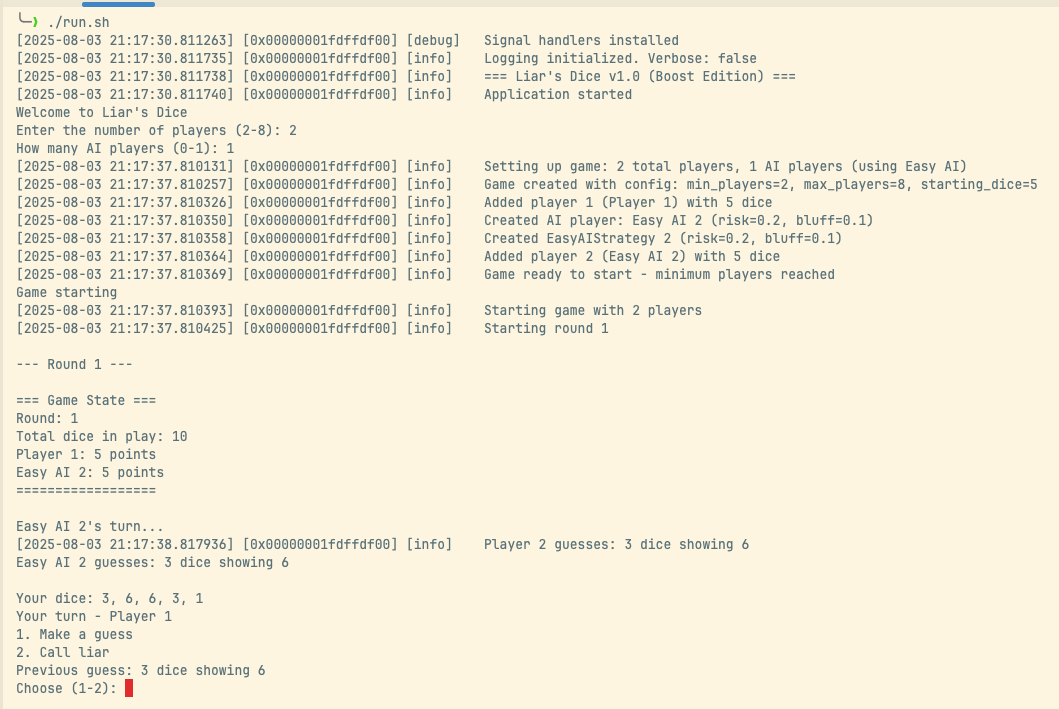 ./run.sh
[2025-08-03 21:17:30.811263] [0x00000001fdffdf00] [debug]   Signal handlers installed
[2025-08-03 21:17:30.811735] [0x00000001fdffdf00] [info]    Logging initialized. Verbose: false
[2025-08-03 21:17:30.811738] [0x00000001fdffdf00] [info]    === Liar's Dice v1.0 (Boost Edition) ===
[2025-08-03 21:17:30.811740] [0x00000001fdffdf00] [info]    Application started
Welcome to Liar's Dice
Enter the number of players (2-8): 2
How many AI players (0-1): 1
[2025-08-03 21:17:37.810131] [0x00000001fdffdf00] [info]    Setting up game: 2 total players, 1 AI players (using Easy AI)
[2025-08-03 21:17:37.810257] [0x00000001fdffdf00] [info]    Game created with config: min_players=2, max_players=8, starting_dice=5
[2025-08-03 21:17:37.810326] [0x00000001fdffdf00] [info]    Added player 1 (Player 1) with 5 dice
[2025-08-03 21:17:37.810350] [0x00000001fdffdf00] [info]    Created AI player: Easy AI 2 (risk=0.2, bluff=0.1)
[2025-08-03 21:17:37.810358] [0x00000001fdffdf00] [info]    Created EasyAIStrategy 2 (risk=0.2, bluff=0.1)
[2025-08-03 21:17:37.810364] [0x00000001fdffdf00] [info]    Added player 2 (Easy AI 2) with 5 dice
[2025-08-03 21:17:37.810369] [0x00000001fdffdf00] [info]    Game ready to start - minimum players reached
Game starting
[2025-08-03 21:17:37.810393] [0x00000001fdffdf00] [info]    Starting game with 2 players
[2025-08-03 21:17:37.810425] [0x00000001fdffdf00] [info]    Starting round 1
--- Round 1 ---
=== Game State ===
Round: 1
Total dice in play: 10
Player 1: 5 points
Easy AI 2: 5 points
==================
Easy AI 2's turn...
[2025-08-03 21:17:38.817936] [0x00000001fdffdf00] [info]    Player 2 guesses: 3 dice showing 6
Easy AI 2 guesses: 3 dice showing 6
Your dice: 3, 6, 6, 3, 1
Your turn - Player 1
1. Make a guess
2. Call liar
Previous guess: 3 dice showing 6
Choose (1-2):